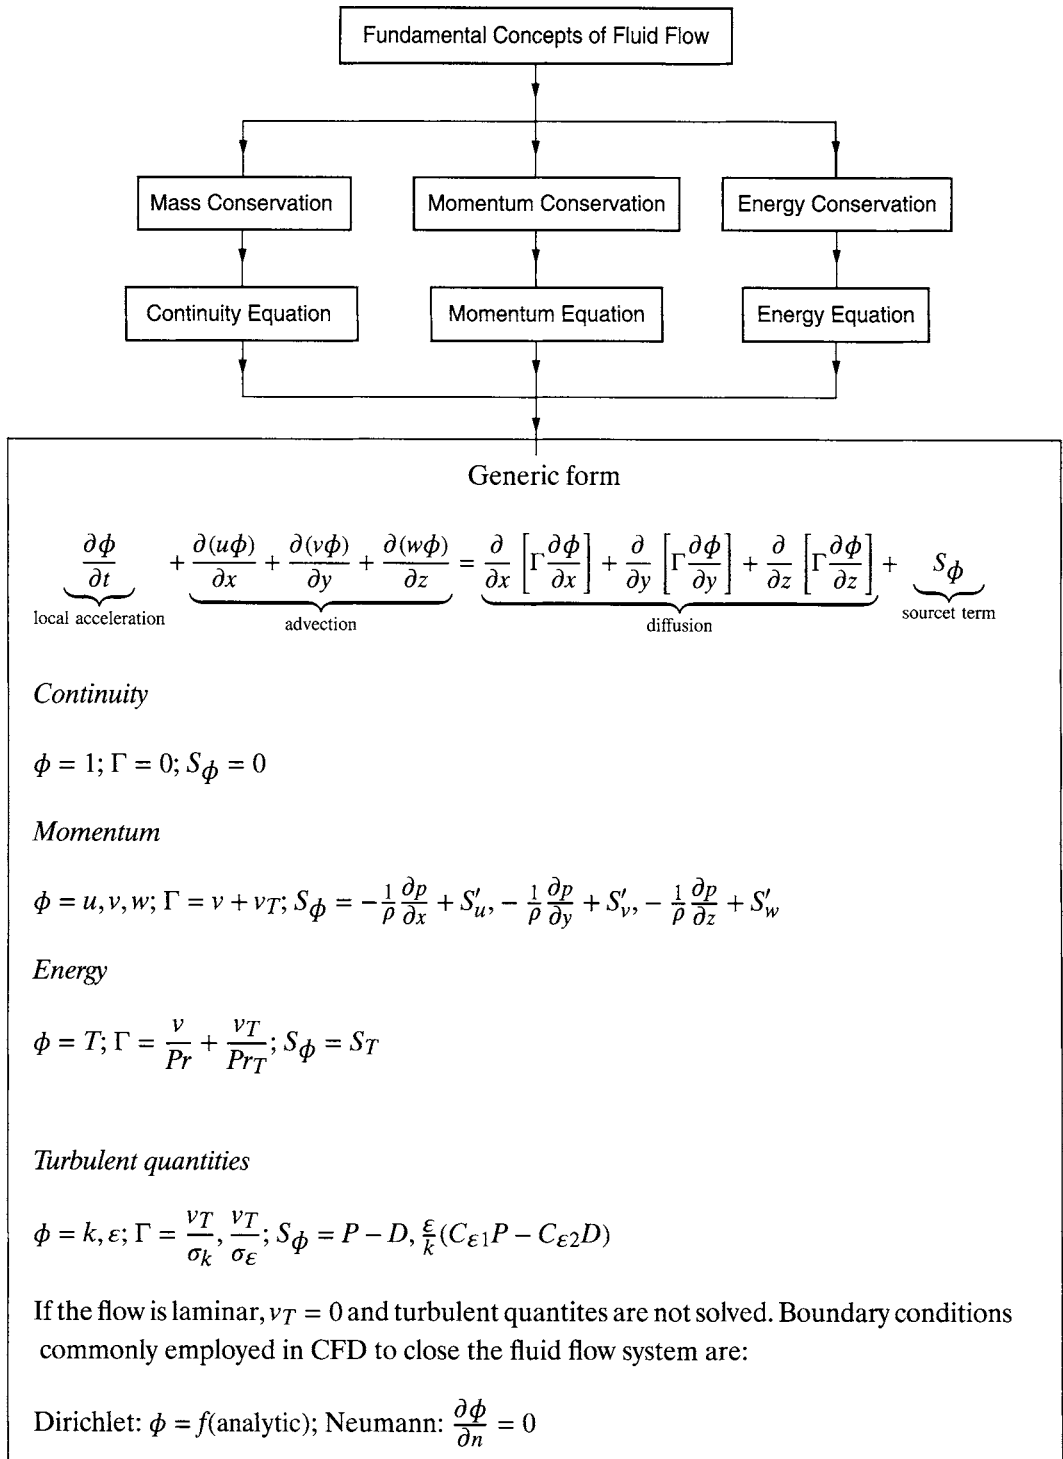 Fundamental Concepts of Fluid Flow
Mass Conservation
Momentum Conservation
Energy Conservation
Continuity Equation
Momentum Equation
Energy Equation
Generic form
∂ϕ/∂t + ∂(uϕ)/∂x + ∂(vϕ)/∂y + ∂(wϕ)/∂z = ∂/∂x [Γ ∂ϕ/∂x] + ∂/∂y [Γ ∂ϕ/∂y] + ∂/∂z [Γ ∂ϕ/∂z] + S_ϕ
local acceleration advection diffusion sourcet term
Continuity
ϕ = 1; Γ = 0; S_ϕ = 0
Momentum
ϕ = u, v, w; Γ = ν + ν_T; S_ϕ = −1/ρ ∂p/∂x + S′_u, −1/ρ ∂p/∂y + S′_v, −1/ρ ∂p/∂z + S′_w
Energy
ϕ = T; Γ = ν/Pr + ν_T/Pr_T; S_ϕ = S_T
Turbulent quantities
ϕ = k, ε; Γ = ν_T/σ_k, ν_T/σ_ε; S_ϕ = P − D, ε/k (C_ε1 P − C_ε2 D)
If the flow is laminar, ν_T = 0 and turbulent quantites are not solved. Boundary conditions
commonly employed in CFD to close the fluid flow system are:
Dirichlet: ϕ = f(analytic); Neumann: ∂ϕ/∂n = 0